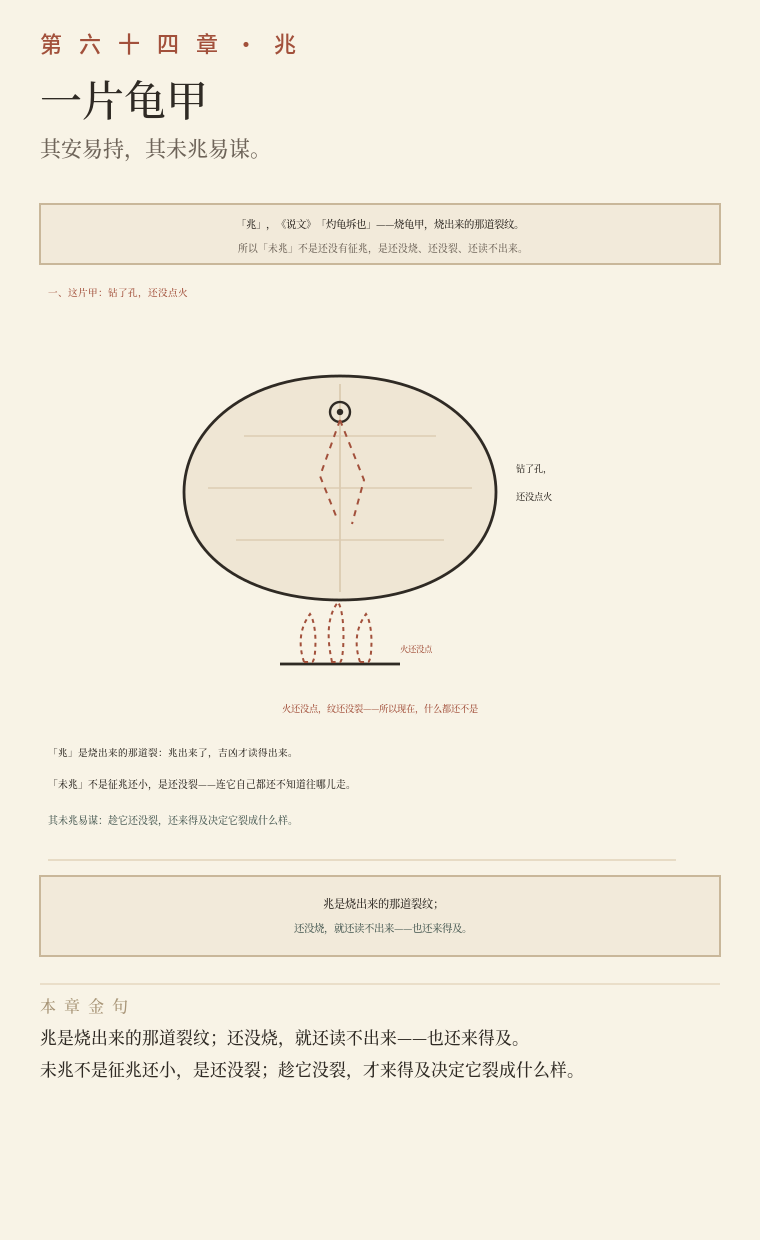 第六十四章·兆
一片龟甲
其安易持，其未兆易谋。
「兆」，《说文》「灼龟坼也」——烧龟甲，烧出来的那道裂纹。
所以「未兆」不是还没有征兆，是还没烧、还没裂、还读不出来。
一、这片甲：钻了孔，还没点火
钻了孔，
还没点火
火还没点
火还没点，纹还没裂——所以现在，什么都还不是
「兆」是烧出来的那道裂：兆出来了，吉凶才读得出来。
「未兆」不是征兆还小，是还没裂——连它自己都还不知道往哪儿走。
其未兆易谋：趁它还没裂，还来得及决定它裂成什么样。
兆是烧出来的那道裂纹；
还没烧，就还读不出来——也还来得及。
本章金句
兆是烧出来的那道裂纹；还没烧，就还读不出来——也还来得及。
未兆不是征兆还小，是还没裂；趁它没裂，才来得及决定它裂成什么样。